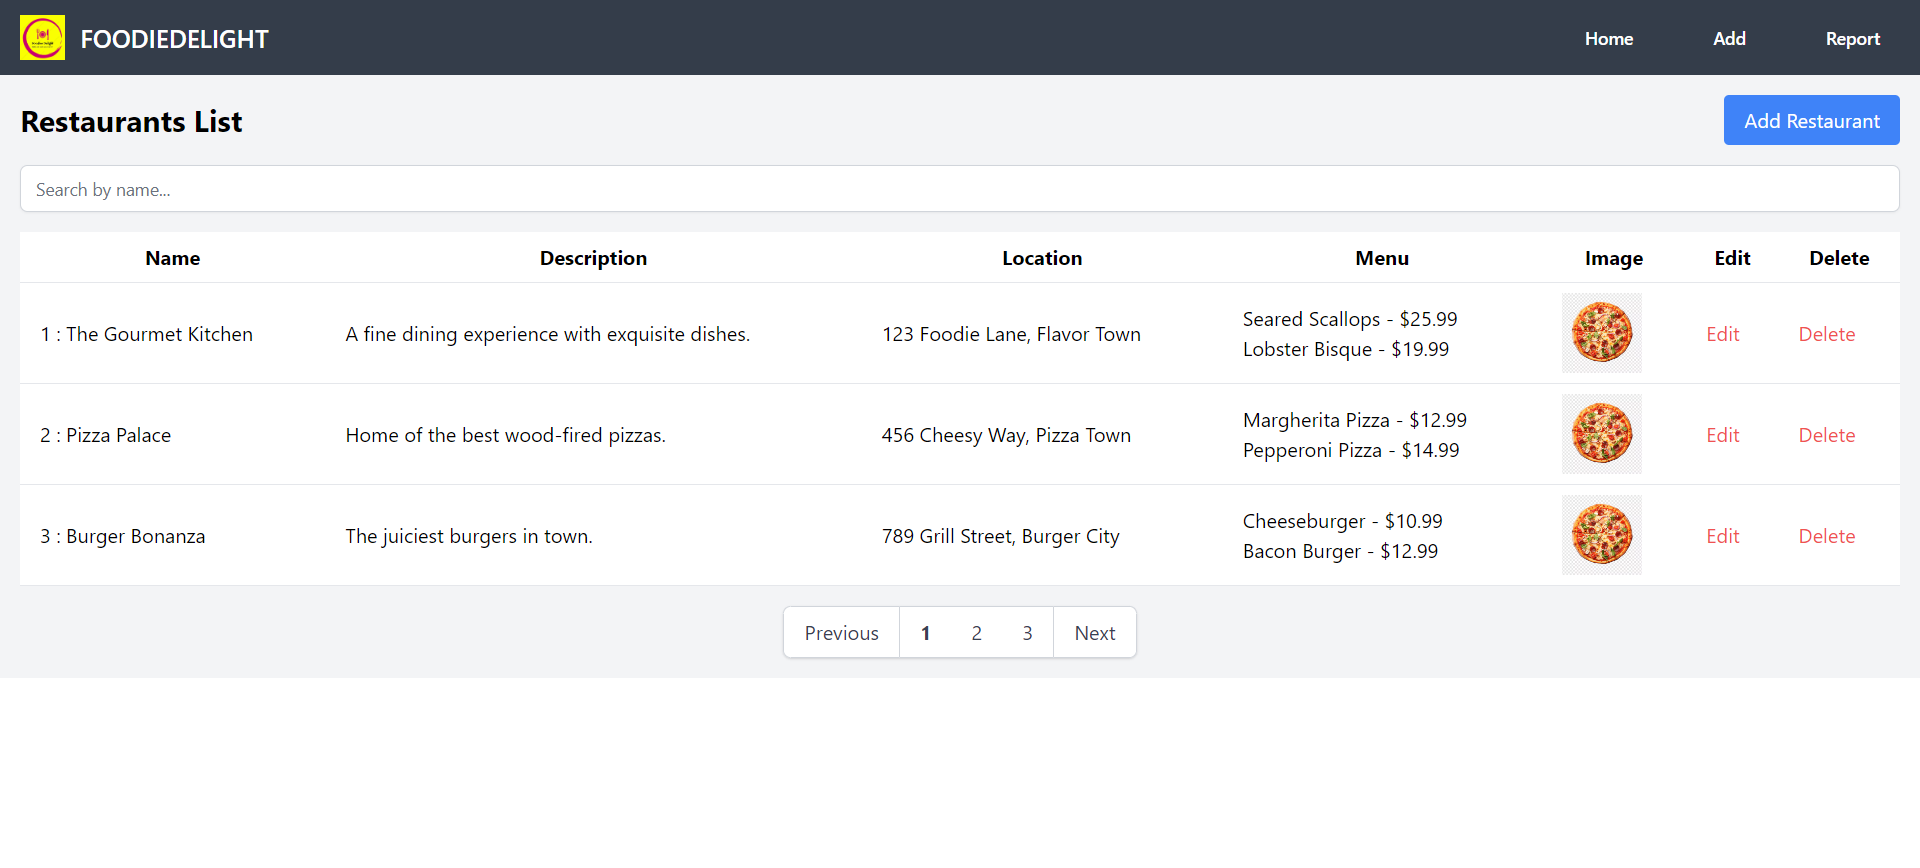 FOODIEDELIGHT
Home
Add
Report
Restaurants List
Add Restaurant
Search by name...
Name
Description
Location
Menu
Image
Edit
Delete
1 : The Gourmet Kitchen
A fine dining experience with exquisite dishes.
123 Foodie Lane, Flavor Town
Seared Scallops - $25.99
Lobster Bisque - $19.99
Edit
Delete
2 : Pizza Palace
Home of the best wood-fired pizzas.
456 Cheesy Way, Pizza Town
Margherita Pizza - $12.99
Pepperoni Pizza - $14.99
Edit
Delete
3 : Burger Bonanza
The juiciest burgers in town.
789 Grill Street, Burger City
Cheeseburger - $10.99
Bacon Burger - $12.99
Edit
Delete
Previous
1
2
3
Next